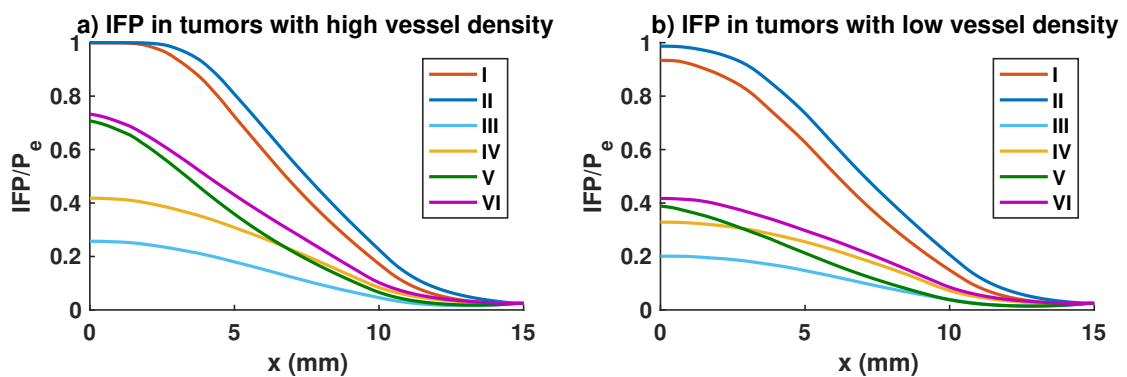 a) IFP in tumors with high vessel density
1
0.8
0.6
0.4
0.2
0
IFP/P_e
0
5
10
15
x (mm)
I
II
III
IV
V
VI
b) IFP in tumors with low vessel density
1
0.8
0.6
0.4
0.2
0
IFP/P_e
0
5
10
15
x (mm)
I
II
III
IV
V
VI